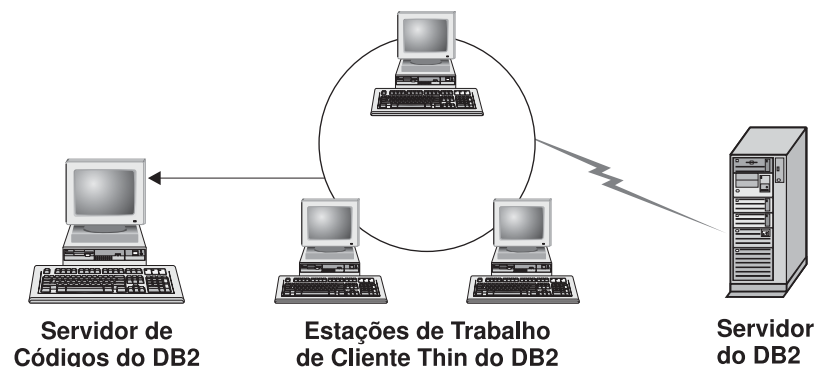 Servidor de
Códigos do DB2
Estações de Trabalho
de Cliente Thin do DB2
Servidor
do DB2